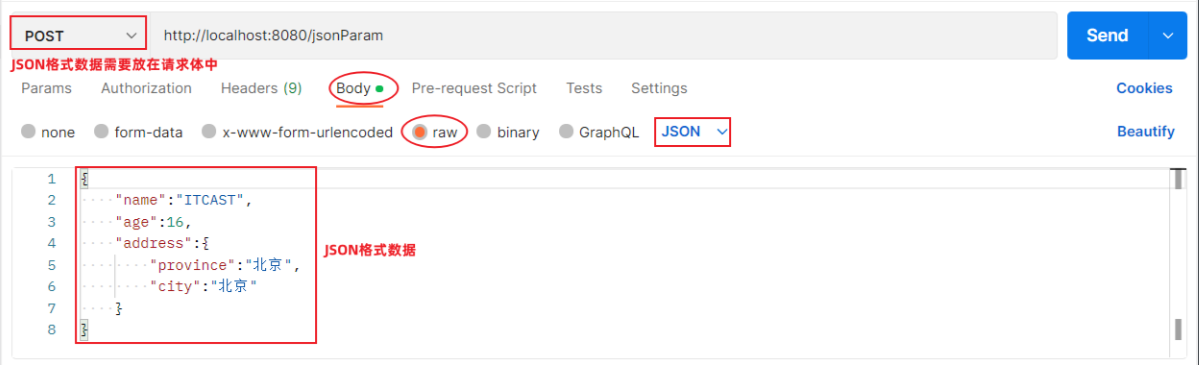 POST http://localhost:8080/jsonParam Send
JSON格式数据需要放在请求体中
Params Authorization Headers (9) Body Pre-request Script Tests Settings Cookies
none form-data x-www-form-urlencoded raw binary GraphQL JSON Beautify
1 {
2 "name":"ITCAST",
3 "age":16,
4 "address":{
JSON格式数据
5 "province":"北京",
6 "city":"北京"
7 }
8 }